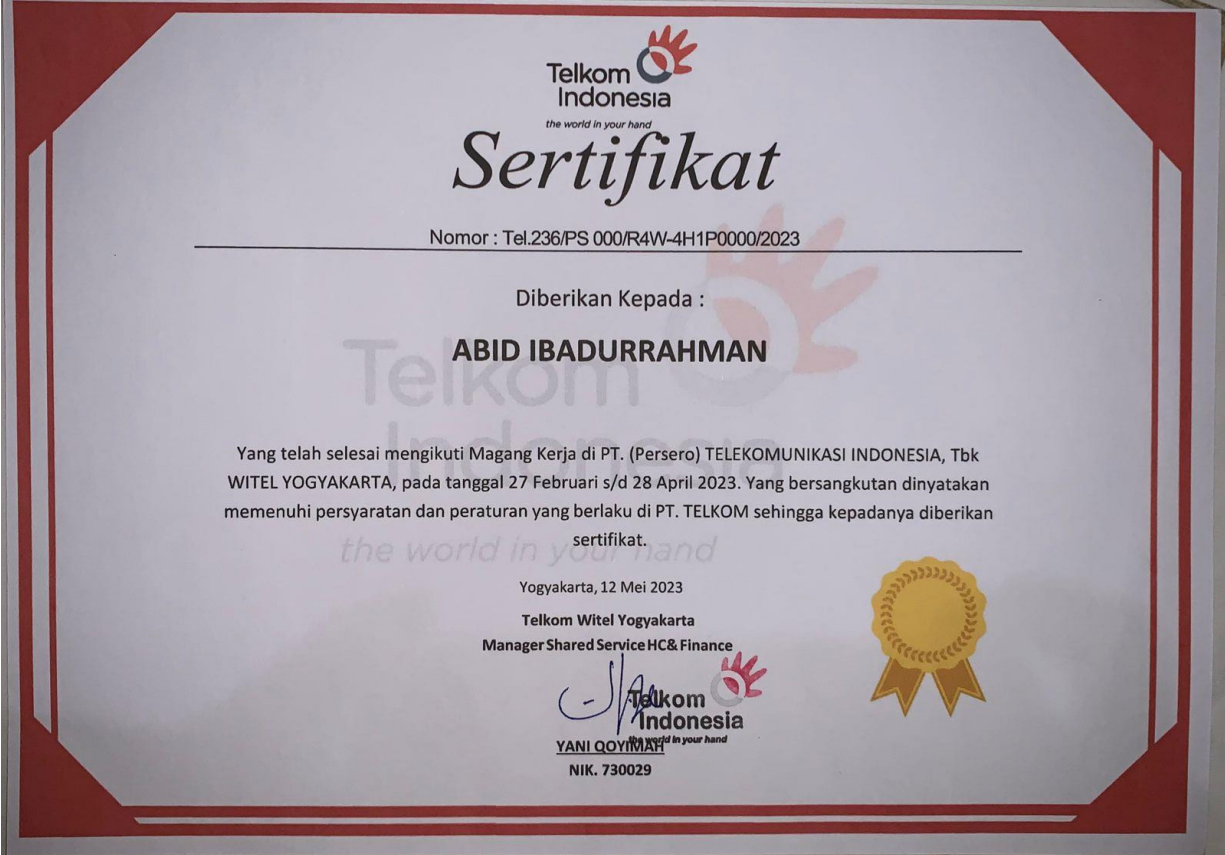 Telkom
Indonesia
the world in your hand
Sertifikat
Nomor : Tel.236/PS 000/R4W-4H1P0000/2023
Diberikan Kepada :
ABID IBADURRAHMAN
Telkom
Indonesia
Yang telah selesai mengikuti Magang Kerja di PT. (Persero) TELEKOMUNIKASI INDONESIA, Tbk
WITEL YOGYAKARTA, pada tanggal 27 Februari s/d 28 April 2023. Yang bersangkutan dinyatakan
memenuhi persyaratan dan peraturan yang berlaku di PT. TELKOM sehingga kepadanya diberikan
sertifikat.
the world in your hand
Yogyakarta, 12 Mei 2023
Telkom Witel Yogyakarta
Manager Shared Service HC& Finance
Telkom
Indonesia
the world in your hand
YANI QOYIMAH
NIK. 730029